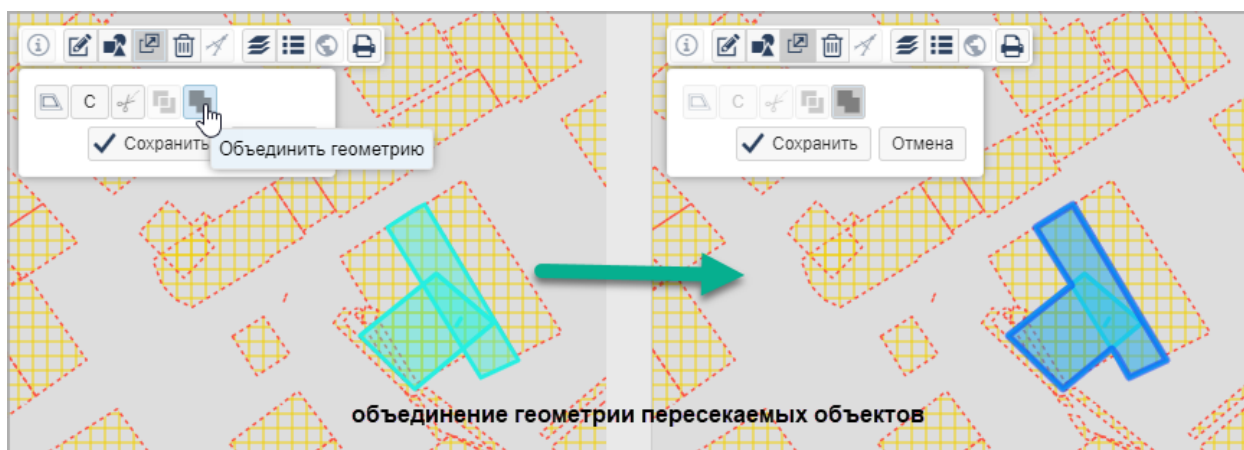 С
С
Сохранить
Объединить геометрию
Сохранить
Отмена
объединение геометрии пересекаемых объектов